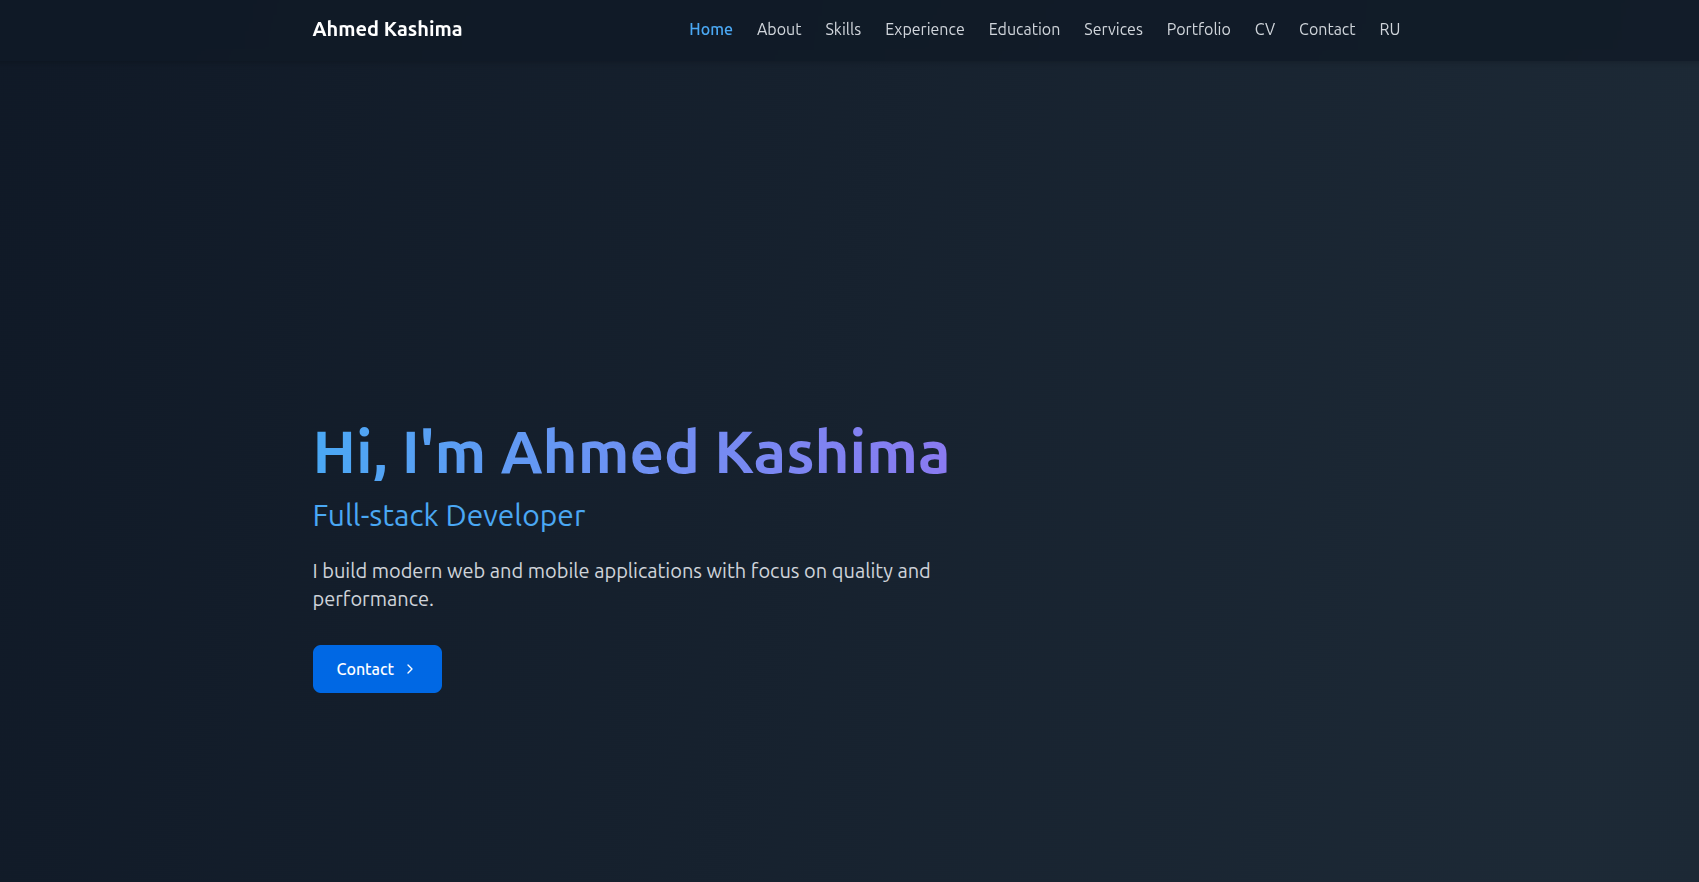 Ahmed Kashima
Home About Skills Experience Education Services Portfolio CV Contact RU
Hi, I'm Ahmed Kashima
Full-stack Developer
I build modern web and mobile applications with focus on quality and
performance.
Contact